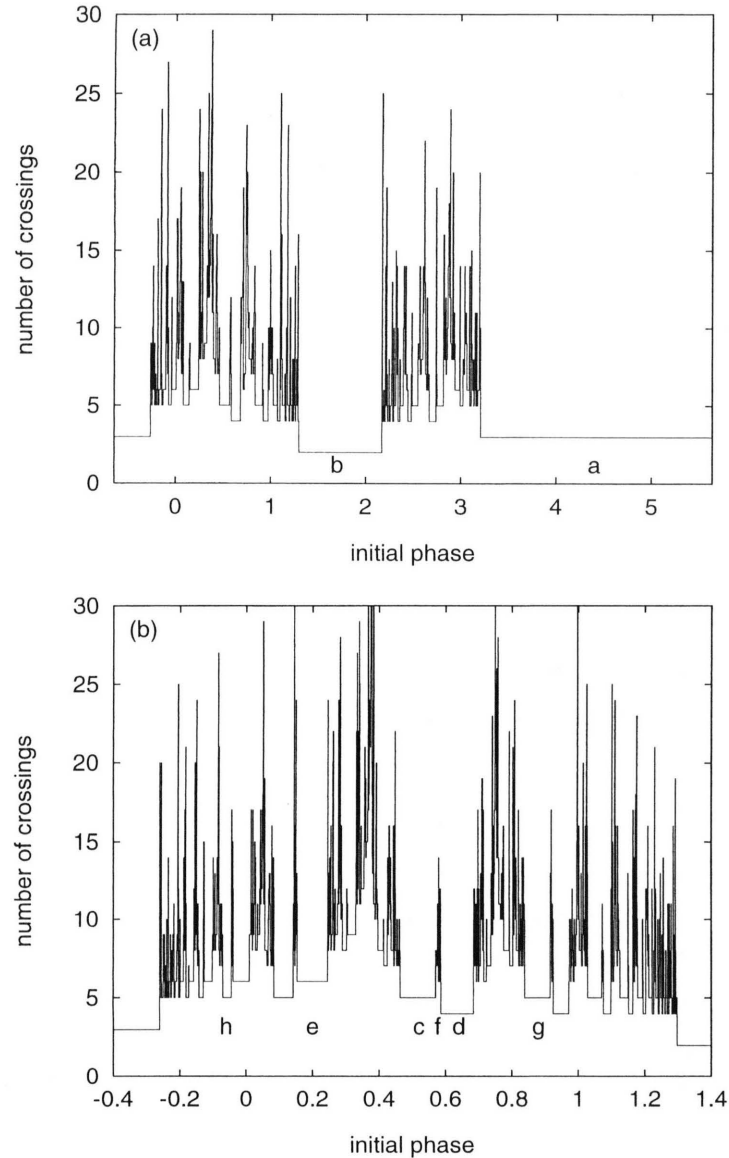 (a)
30
25
20
15
10
5
0
number of crossings
b
a
0 1 2 3 4 5
initial phase
(b)
30
25
20
15
10
5
0
number of crossings
h e c f d g
-0.4 -0.2 0 0.2 0.4 0.6 0.8 1 1.2 1.4
initial phase